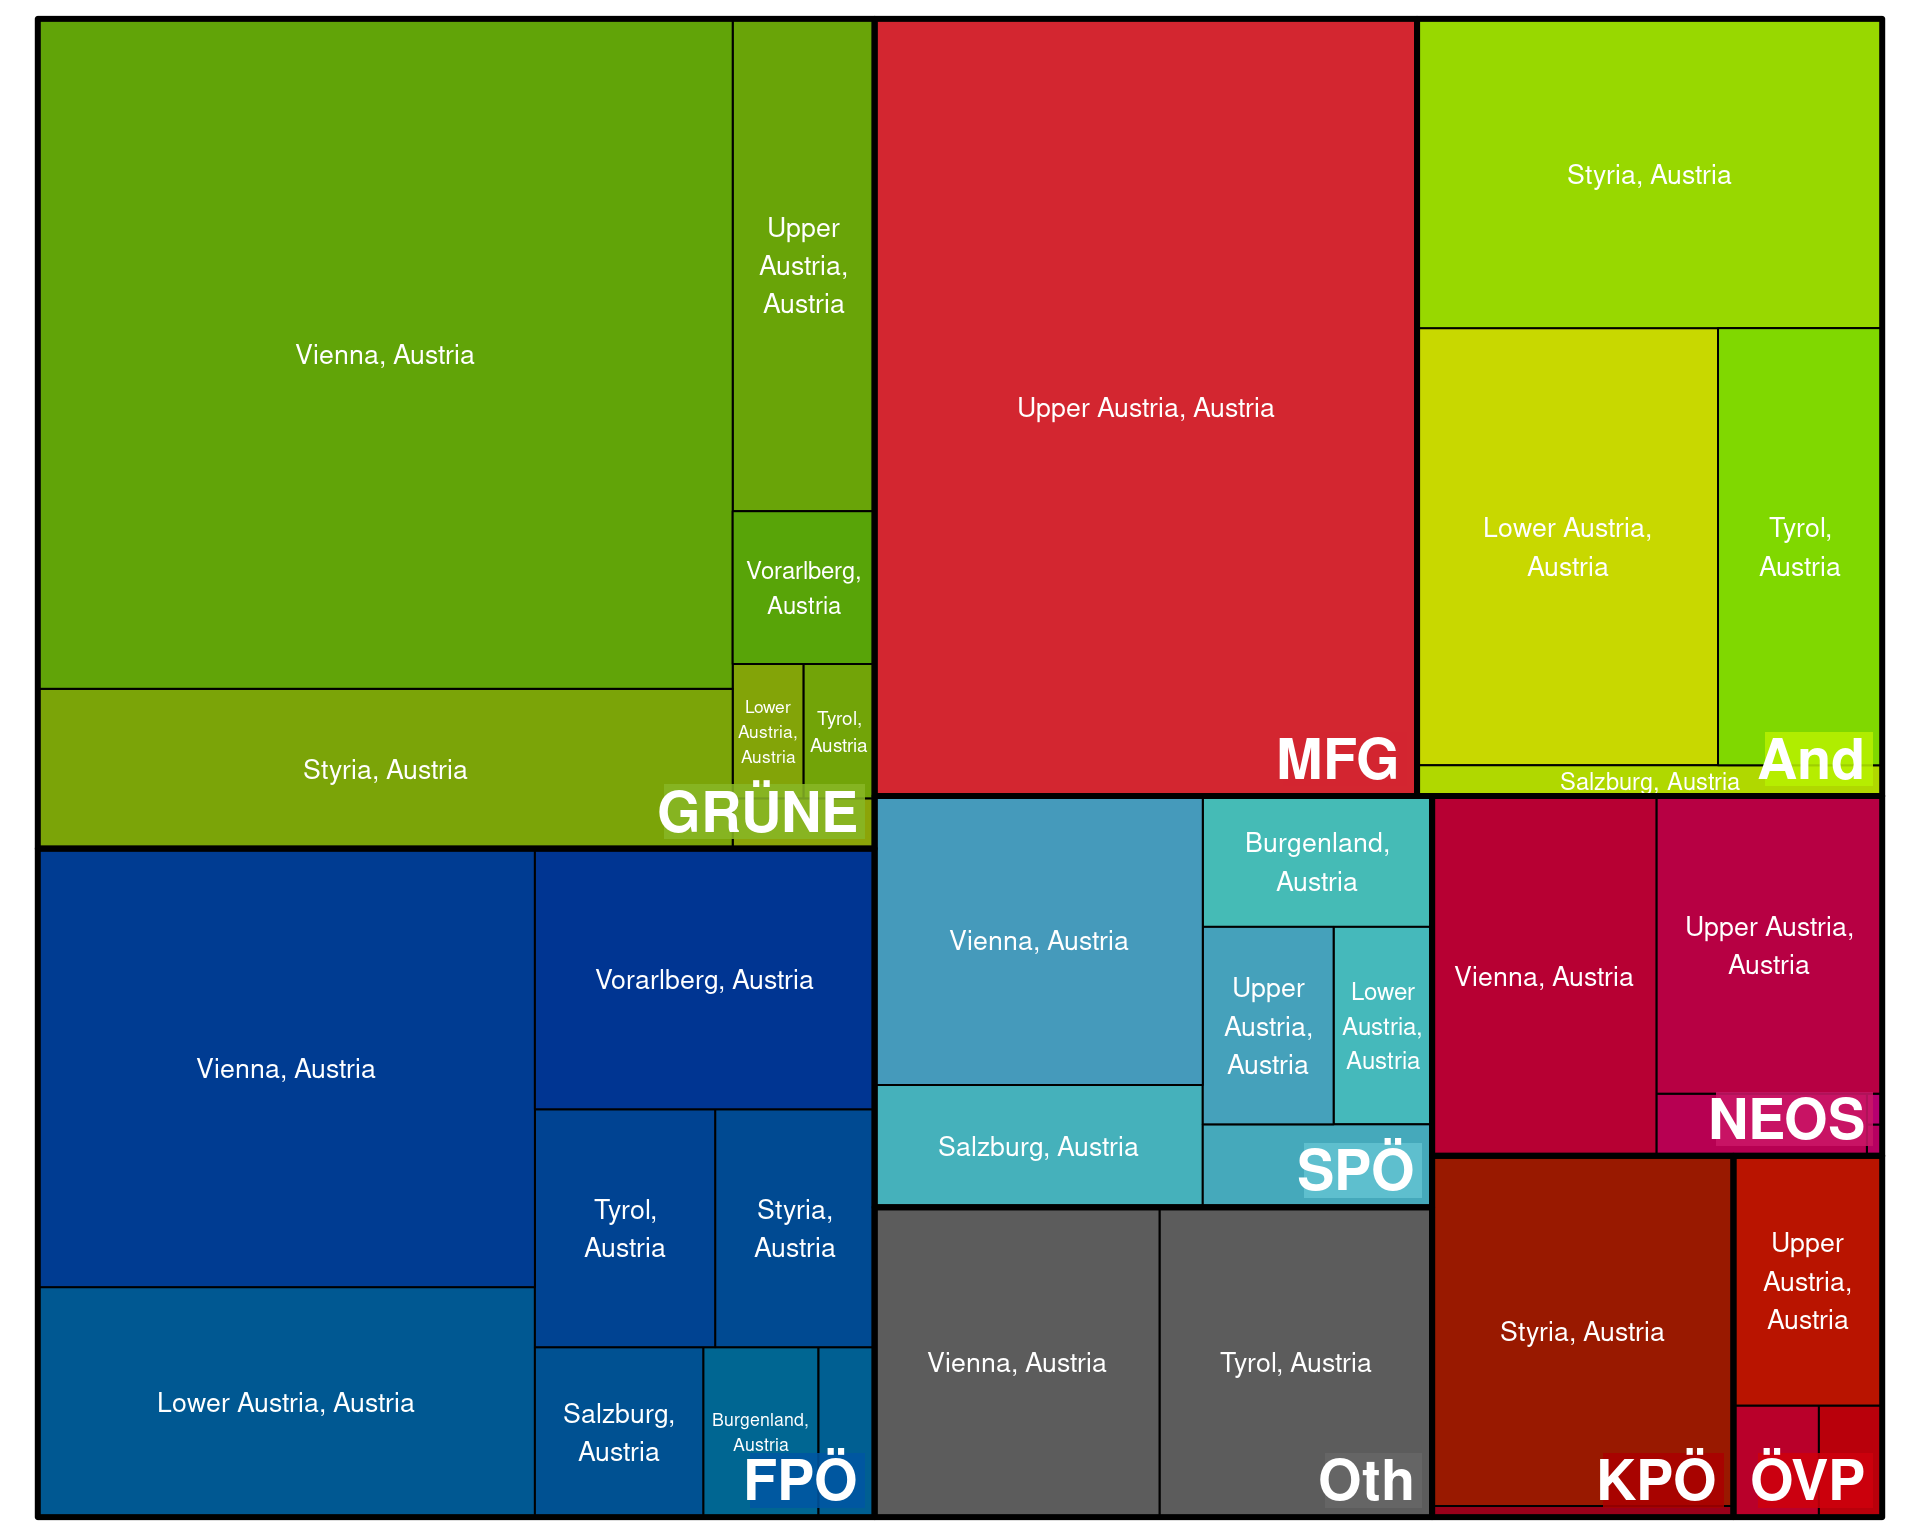 Vienna, Austria
Upper
Austria,
Austria
Vorarlberg,
Austria
Lower
Austria,
Austria
Tyrol,
Austria
Styria, Austria
GRÜNE
Upper Austria, Austria
MFG
Styria, Austria
Lower Austria,
Austria
Tyrol,
Austria
Salzburg, Austria
And
Vienna, Austria
Vorarlberg, Austria
Tyrol,
Austria
Styria,
Austria
Lower Austria, Austria
Salzburg,
Austria
Burgenland,
Austria
FPÖ
Vienna, Austria
Burgenland,
Austria
Upper
Austria,
Austria
Lower
Austria,
Austria
Salzburg, Austria
SPÖ
Vienna, Austria
Upper Austria,
Austria
NEOS
Vienna, Austria
Tyrol, Austria
Oth
Styria, Austria
KPÖ
Upper
Austria,
Austria
ÖVP